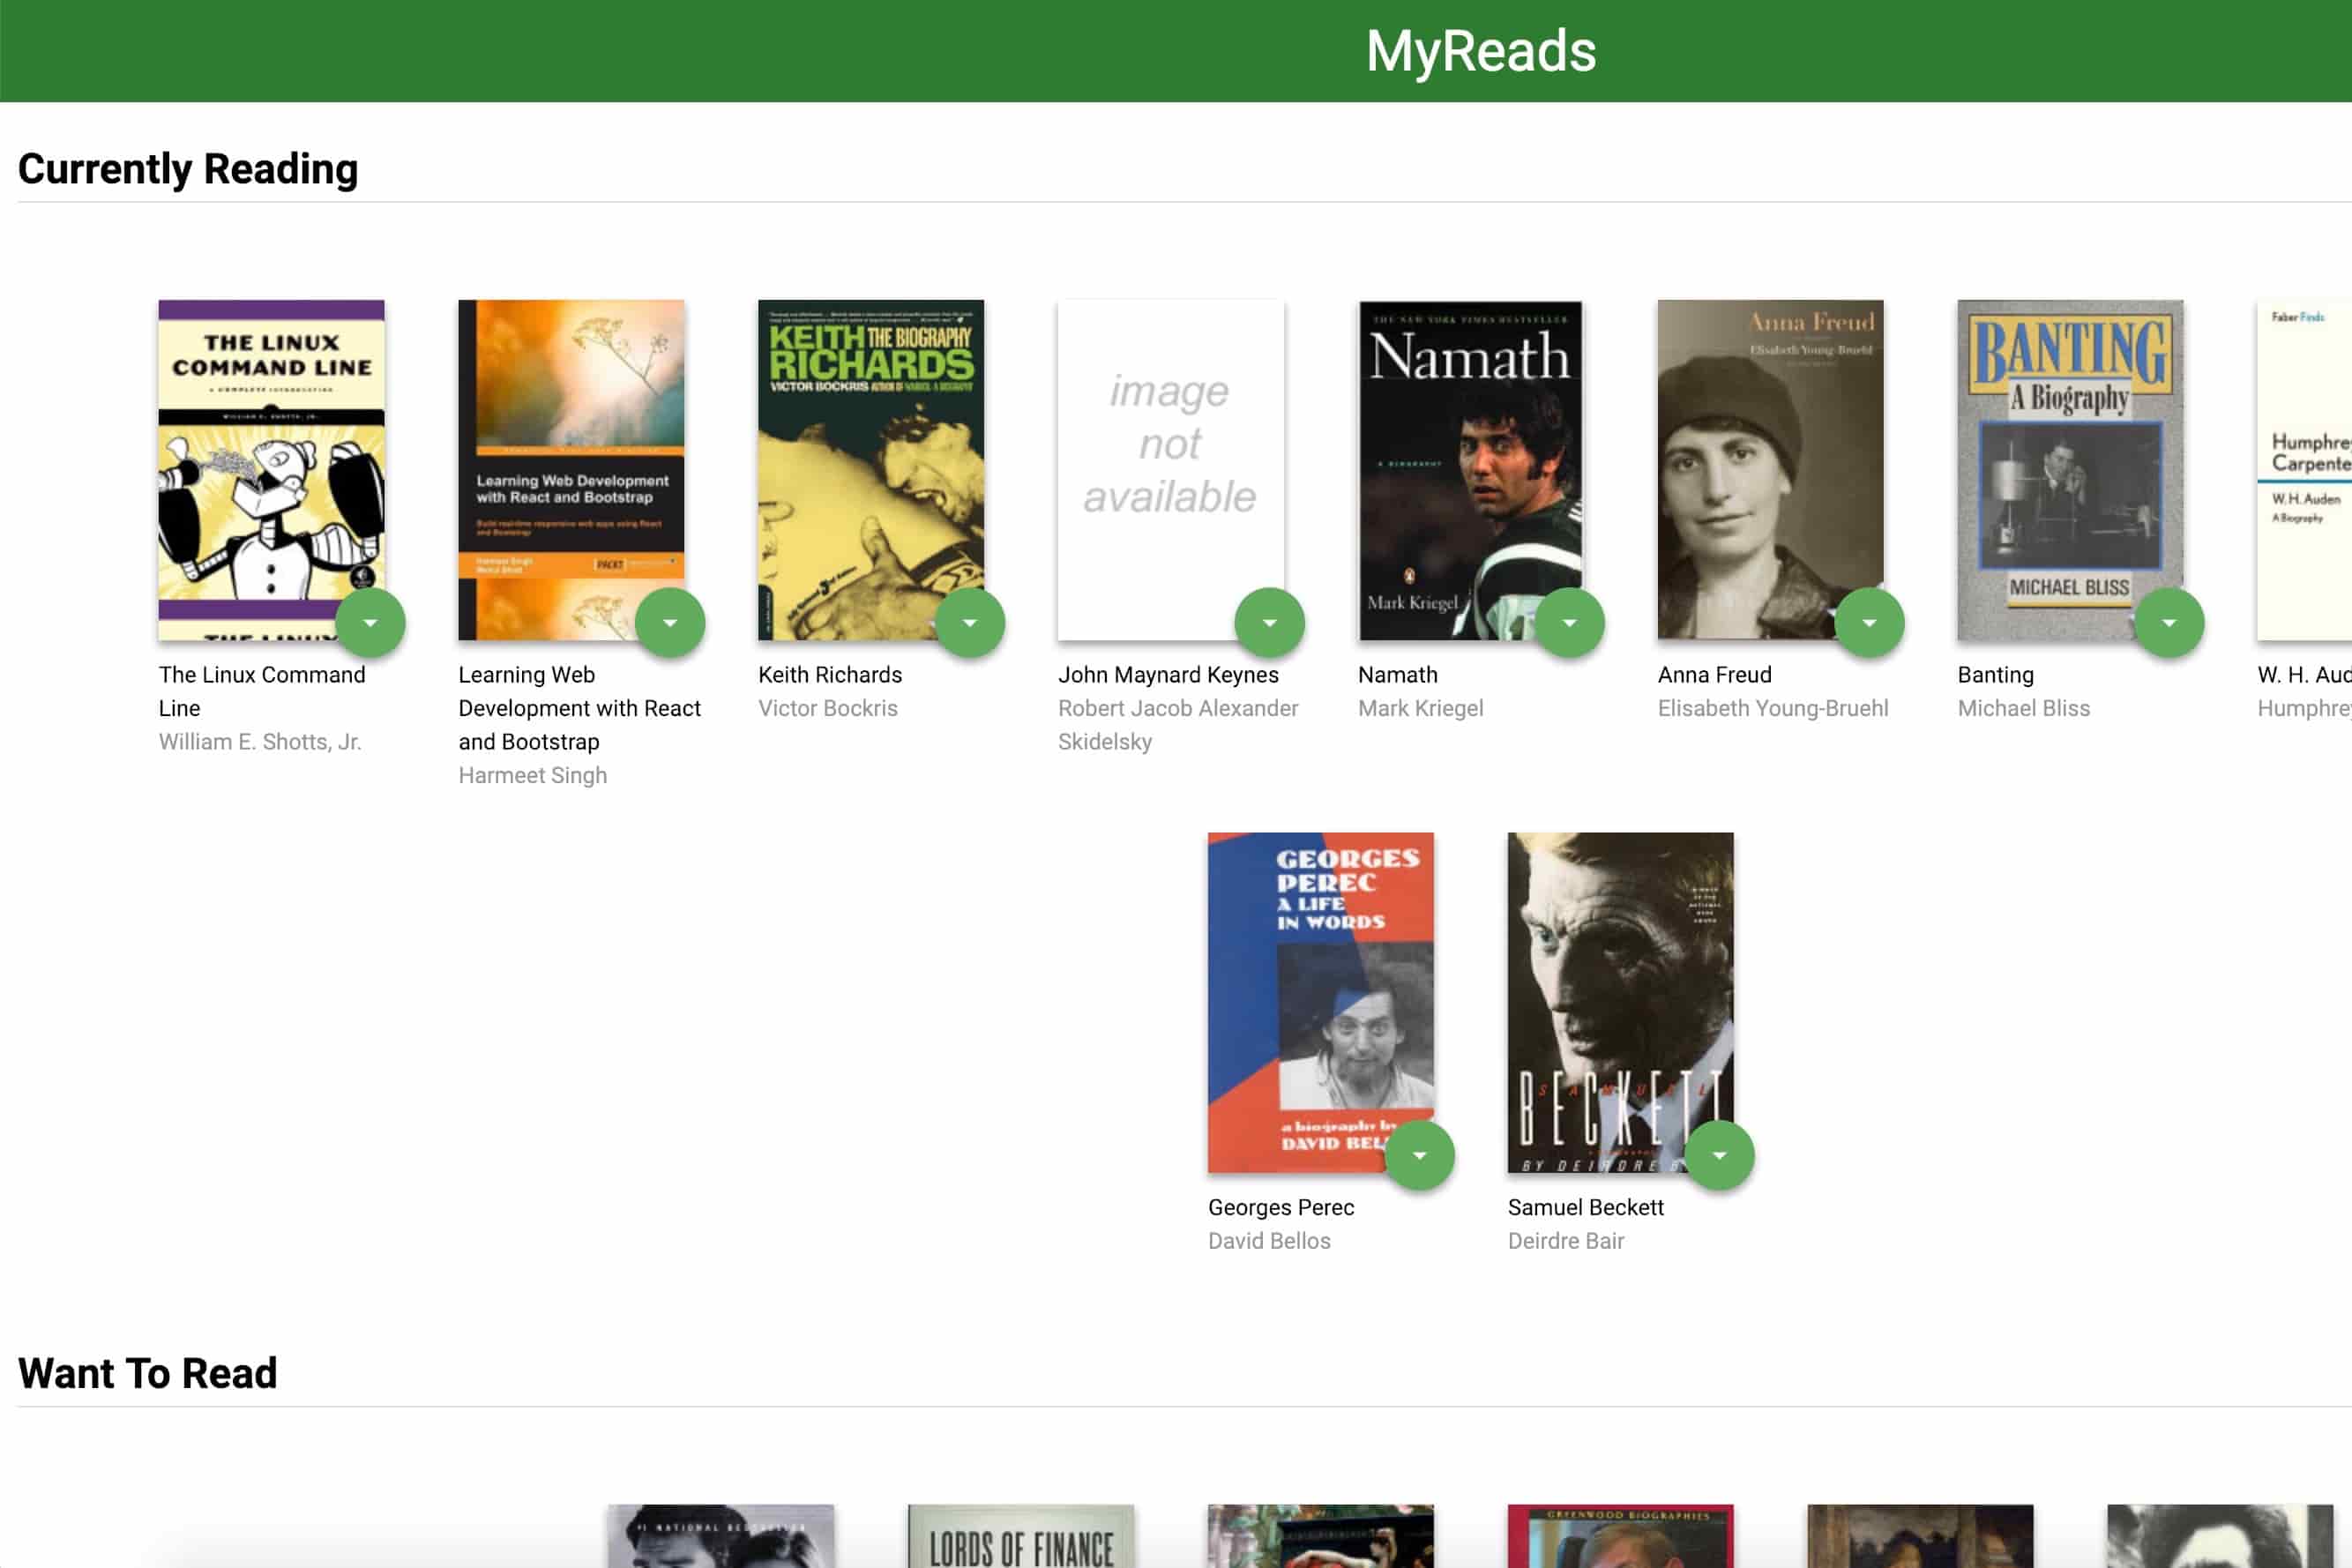 MyReads
Currently Reading
THE LINUX
COMMAND LINE
A COMPLETE INTRODUCTION
WILLIAM E. SHOTTS, JR.
THE LINUX
The Linux Command
Line
William E. Shotts, Jr.
Learning Web Development
with React and Bootstrap
Build real-time responsive web apps using React
and Bootstrap
Harmeet Singh
PACKT
Learning Web
Development with React
and Bootstrap
Harmeet Singh
KEITH THE BIOGRAPHY
RICHARDS
VICTOR BOCKRIS
Keith Richards
Victor Bockris
image
not
available
John Maynard Keynes
Robert Jacob Alexander
Skidelsky
THE NEW YORK TIMES BESTSELLER
Namath
A BIOGRAPHY
Mark Kriegel
Namath
Mark Kriegel
Anna Freud
Elisabeth Young-Bruehl
Anna Freud
Elisabeth Young-Bruehl
BANTING
A Biography
MICHAEL BLISS
Banting
Michael Bliss
Faber Finds
Humphre
Carpente
W. H. Auden
A Biography
W. H. Aud
Humphre
GEORGES
PEREC
A LIFE
IN WORDS
a biography by
DAVID BEL
Georges Perec
David Bellos
SAMUEL
BECKETT
BY DEIRDRE B
Samuel Beckett
Deirdre Bair
Want To Read
#1 NATIONAL BESTSELLER
LORDS OF FINANCE
GREENWOOD BIOGRAPHIES